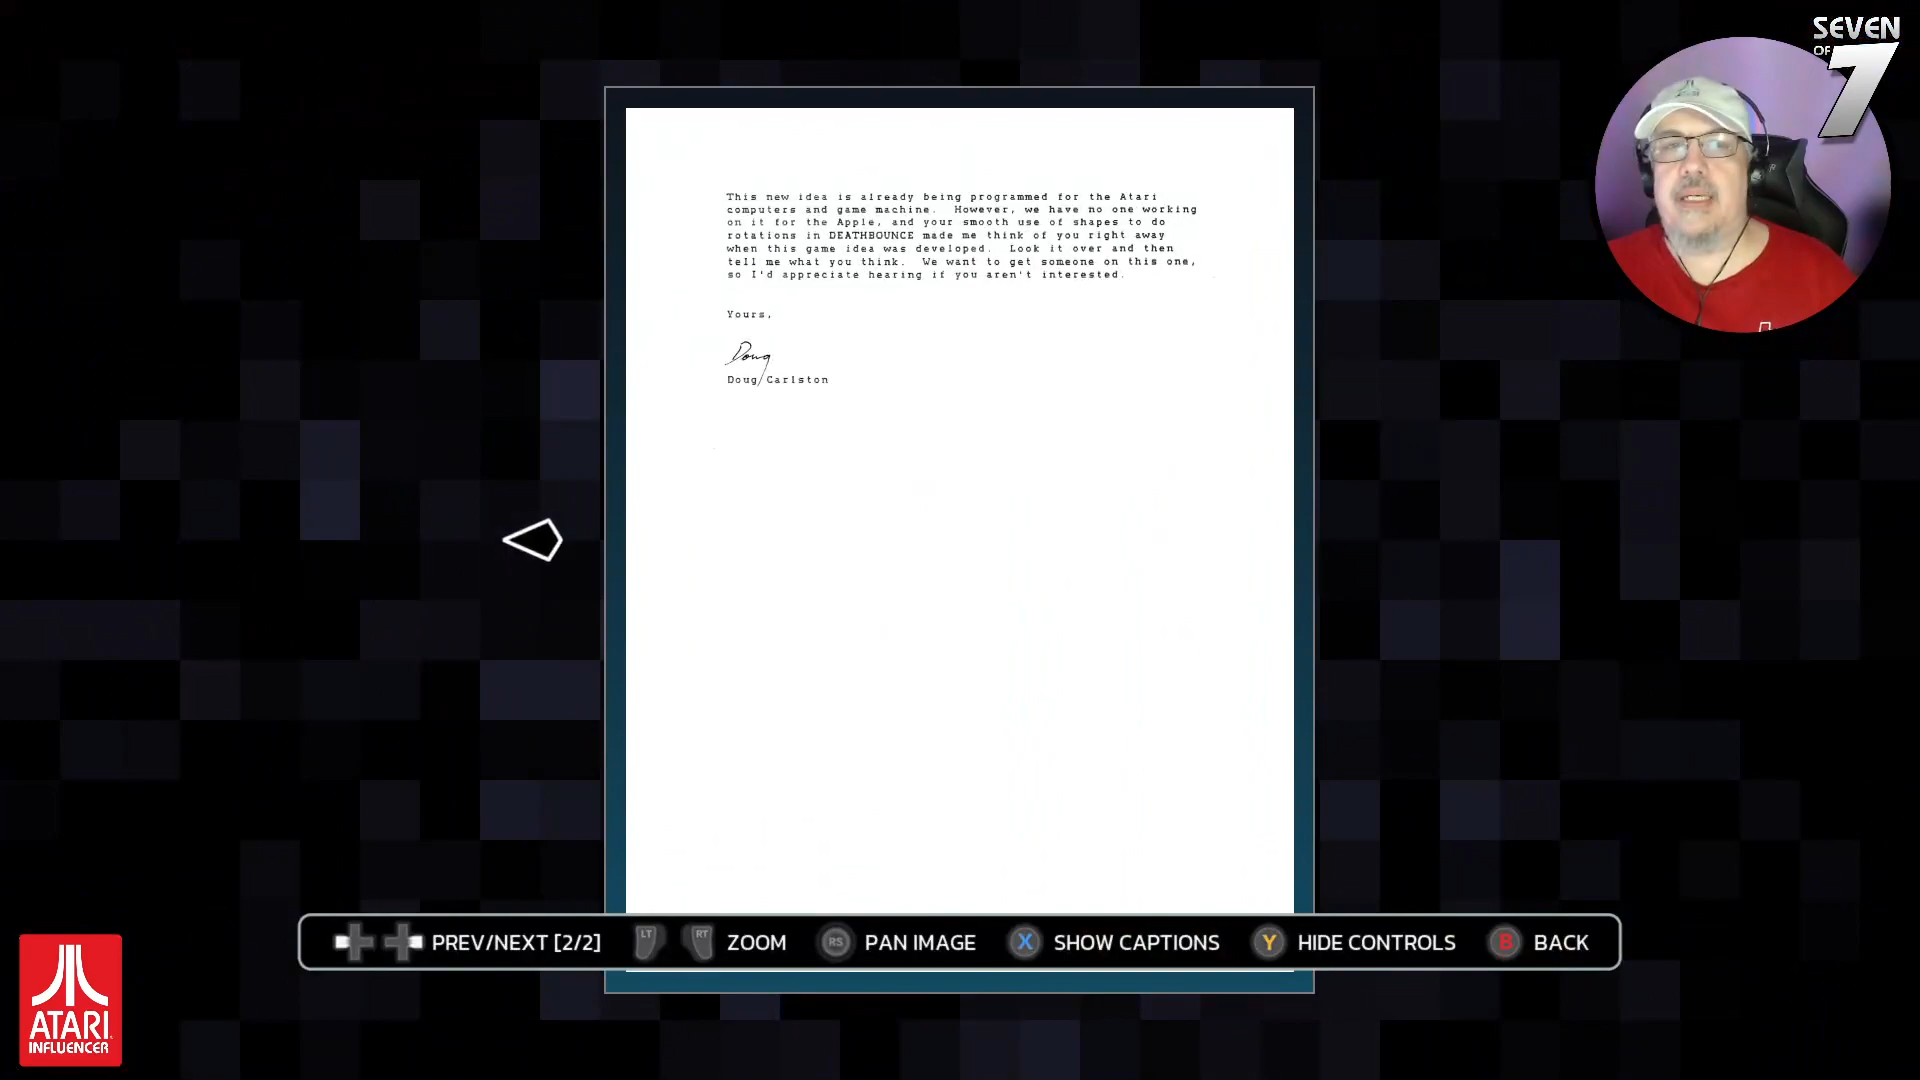 SEVEN
OF
7
This new idea is already being programmed for the Atari
computers and game machine. However, we have no one working
on it for the Apple, and your smooth use of shapes to do
rotations in DEATHBOUNCE made me think of you right away
when this game idea was developed. Look it over and then
tell me what you think. We want to get someone on this one,
so I'd appreciate hearing if you aren't interested.
Yours,
Doug
Doug Carlston
PREV/NEXT [2/2] LT RT ZOOM RS PAN IMAGE X SHOW CAPTIONS Y HIDE CONTROLS B BACK
ATARI
INFLUENCER